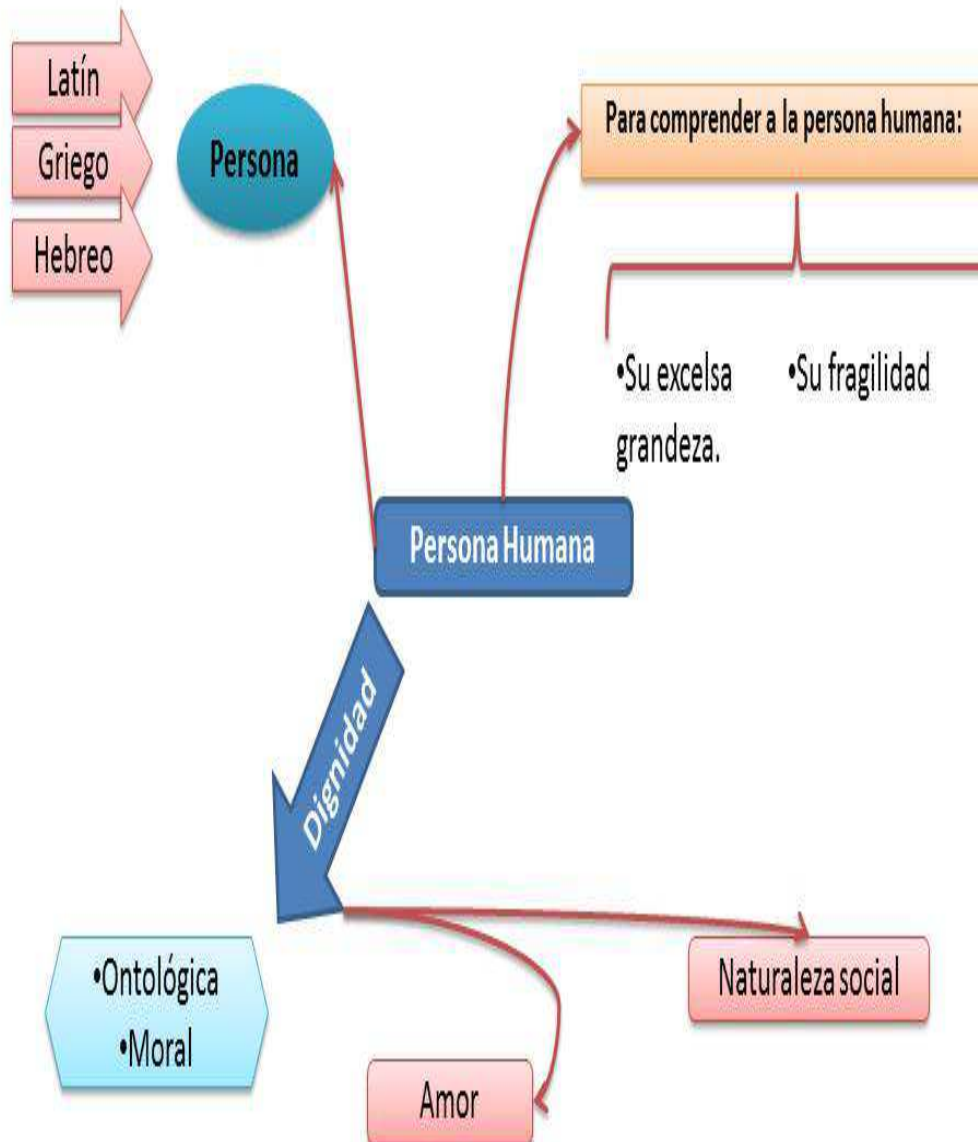 Latín
Griego
Hebreo
Persona
Para comprender a la persona humana:
•Su excelsa
grandeza.
•Su fragilidad
Persona Humana
Dignidad
•Ontológica
•Moral
Amor
Naturaleza social